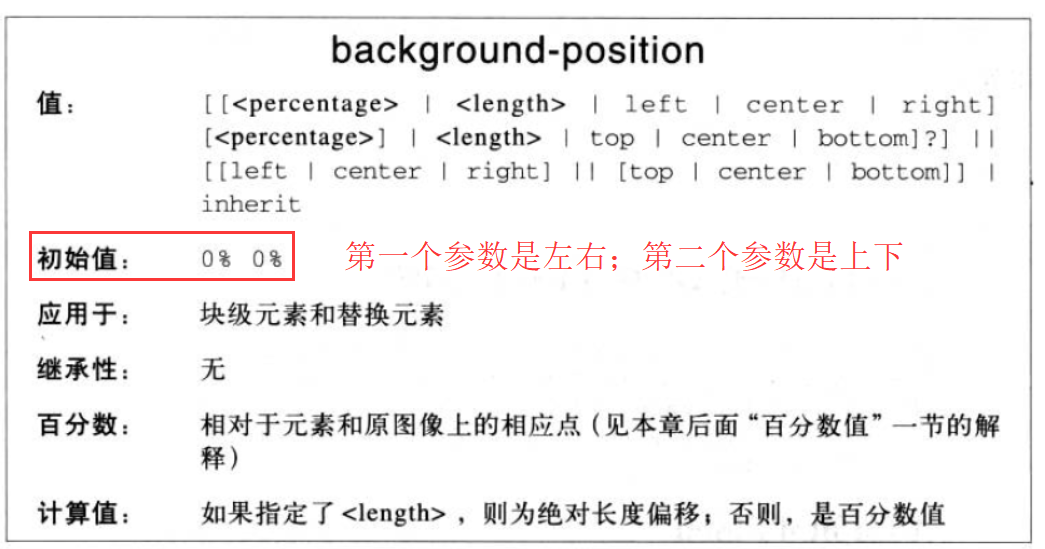 background-position
值： [[<percentage> | <length> | left | center | right]
[<percentage>] | <length> | top | center | bottom]?] ||
[[left | center | right] || [top | center | bottom]] |
inherit
初始值： 0% 0% 第一个参数是左右；第二个参数是上下
应用于： 块级元素和替换元素
继承性： 无
百分数： 相对于元素和原图像上的相应点（见本章后面“百分数值”一节的解
释）
计算值： 如果指定了<length>，则为绝对长度偏移；否则，是百分数值